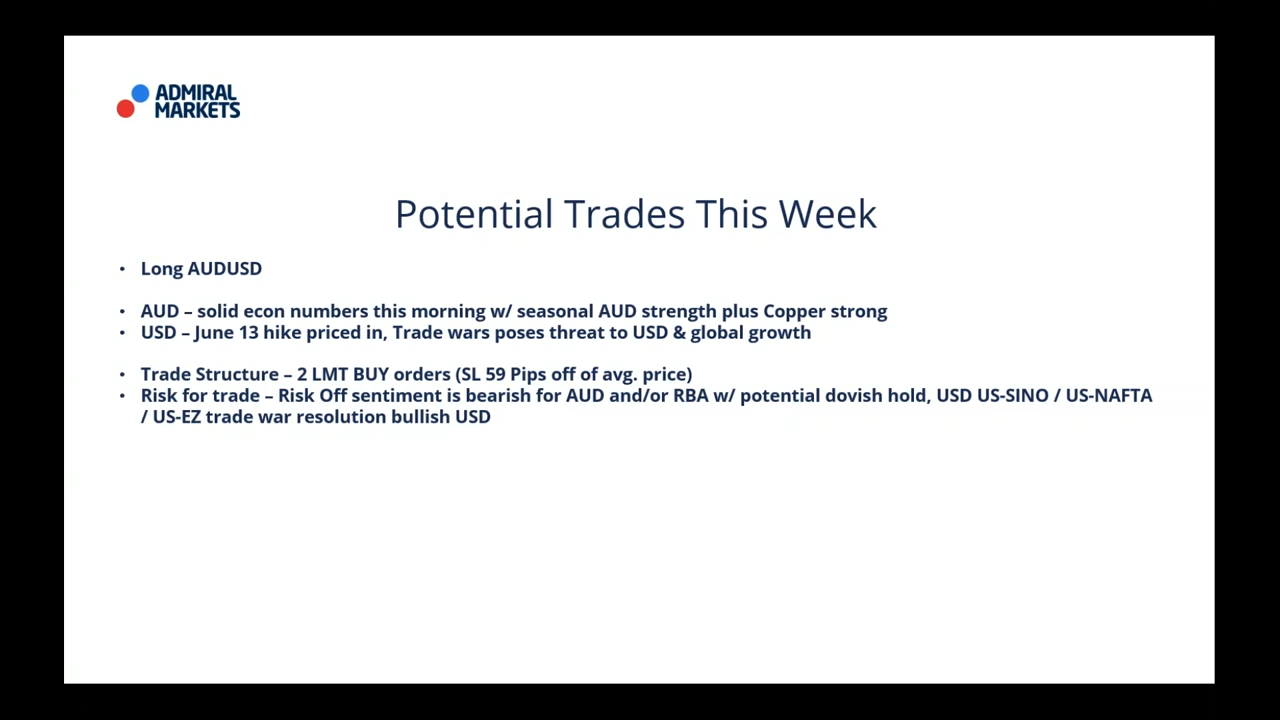 ADMIRAL
MARKETS
Potential Trades This Week
• Long AUDUSD
• AUD – solid econ numbers this morning w/ seasonal AUD strength plus Copper strong
• USD – June 13 hike priced in, Trade wars poses threat to USD & global growth
• Trade Structure – 2 LMT BUY orders (SL 59 Pips off of avg. price)
• Risk for trade – Risk Off sentiment is bearish for AUD and/or RBA w/ potential dovish hold, USD US-SINO / US-NAFTA
/ US-EZ trade war resolution bullish USD